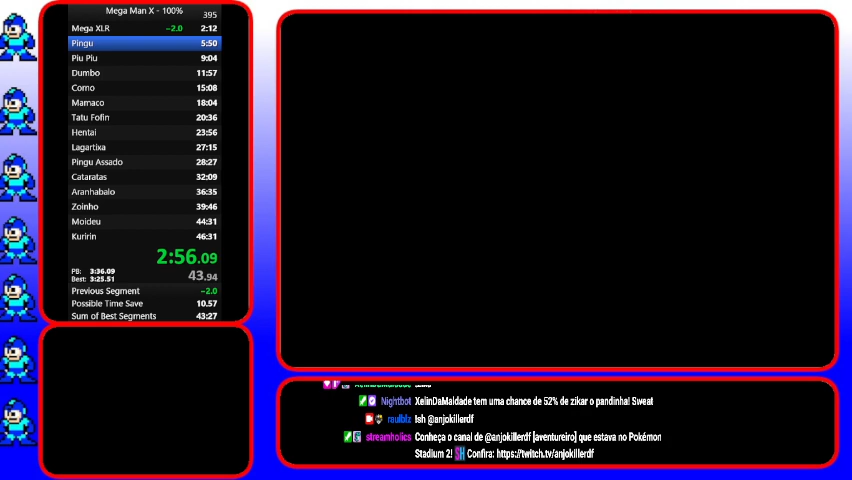 Mega Man X - 100%
395
Mega XLR -2.0 2:12
Pingu 5:50
Piu Piu 9:04
Dumbo 11:57
Corno 15:08
Mamaco 18:04
Tatu Fofin 20:36
Hentai 23:56
Lagartixa 27:15
Pingu Assado 28:27
Cataratas 32:09
Aranhabalo 36:35
Zoinho 39:46
Moideu 44:31
Kuririn 46:31
2:56.09
PB: 3:36.09
Best: 3:25.51
43.94
Previous Segment -2.0
Possible Time Save 10.57
Sum of Best Segments 43:27
Nightbot XelinDaMaldade tem uma chance de 52% de zikar o pandinha! Sweat
raulblz !sh @anjokillerdf
streamholics Conheça o canal de @anjokillerdf [aventureiro] que estava no Pokémon
Stadium 2! Confira: https://twitch.tv/anjokillerdf